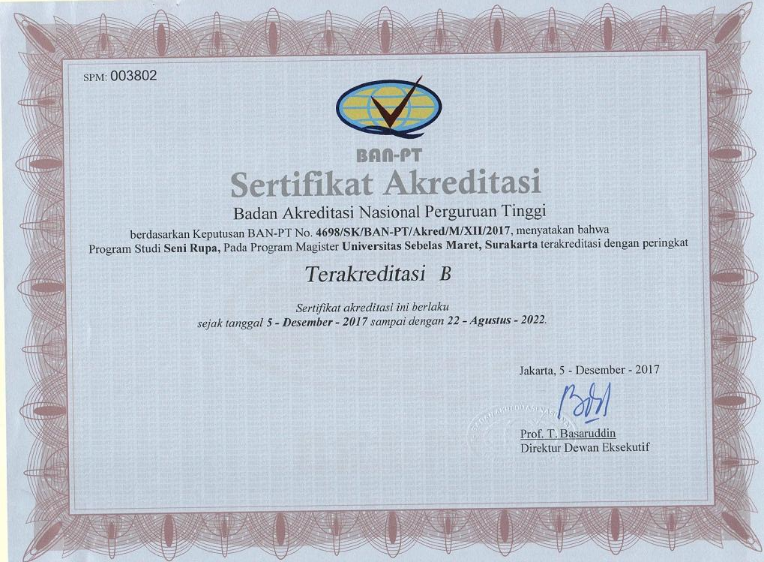 SPM: 003802
BAN-PT
Sertifikat Akreditasi
Badan Akreditasi Nasional Perguruan Tinggi
berdasarkan Keputusan BAN-PT No. 4698/SK/BAN-PT/Akred/M/XII/2017, menyatakan bahwa
Program Studi Seni Rupa, Pada Program Magister Universitas Sebelas Maret, Surakarta terakreditasi dengan peringkat
Terakreditasi B
Sertifikat akreditasi ini berlaku
sejak tanggal 5 - Desember - 2017 sampai dengan 22 - Agustus - 2022.
Jakarta, 5 - Desember - 2017
Prof. T. Basaruddin
Direktur Dewan Eksekutif